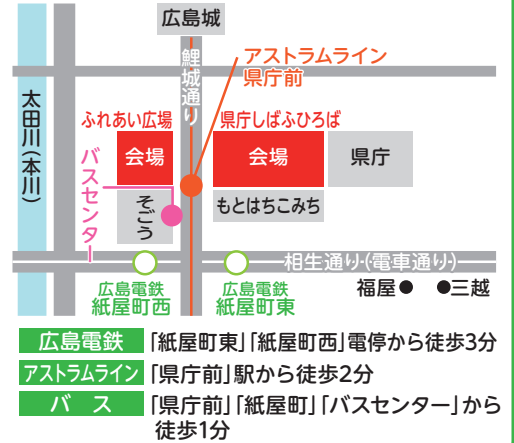 広島城
鯉城通り
アストラムライン
県庁前
太田川(本川)
ふれあい広場
県庁しばふひろば
会場
会場
県庁
バスセンター
そごう
もとはちこみち
相生通り(電車通り)
広島電鉄
紙屋町西
広島電鉄
紙屋町東
福屋● ●三越
広島電鉄 「紙屋町東」「紙屋町西」電停から徒歩3分
アストラムライン 「県庁前」駅から徒歩2分
バス 「県庁前」「紙屋町」「バスセンター」から
徒歩1分